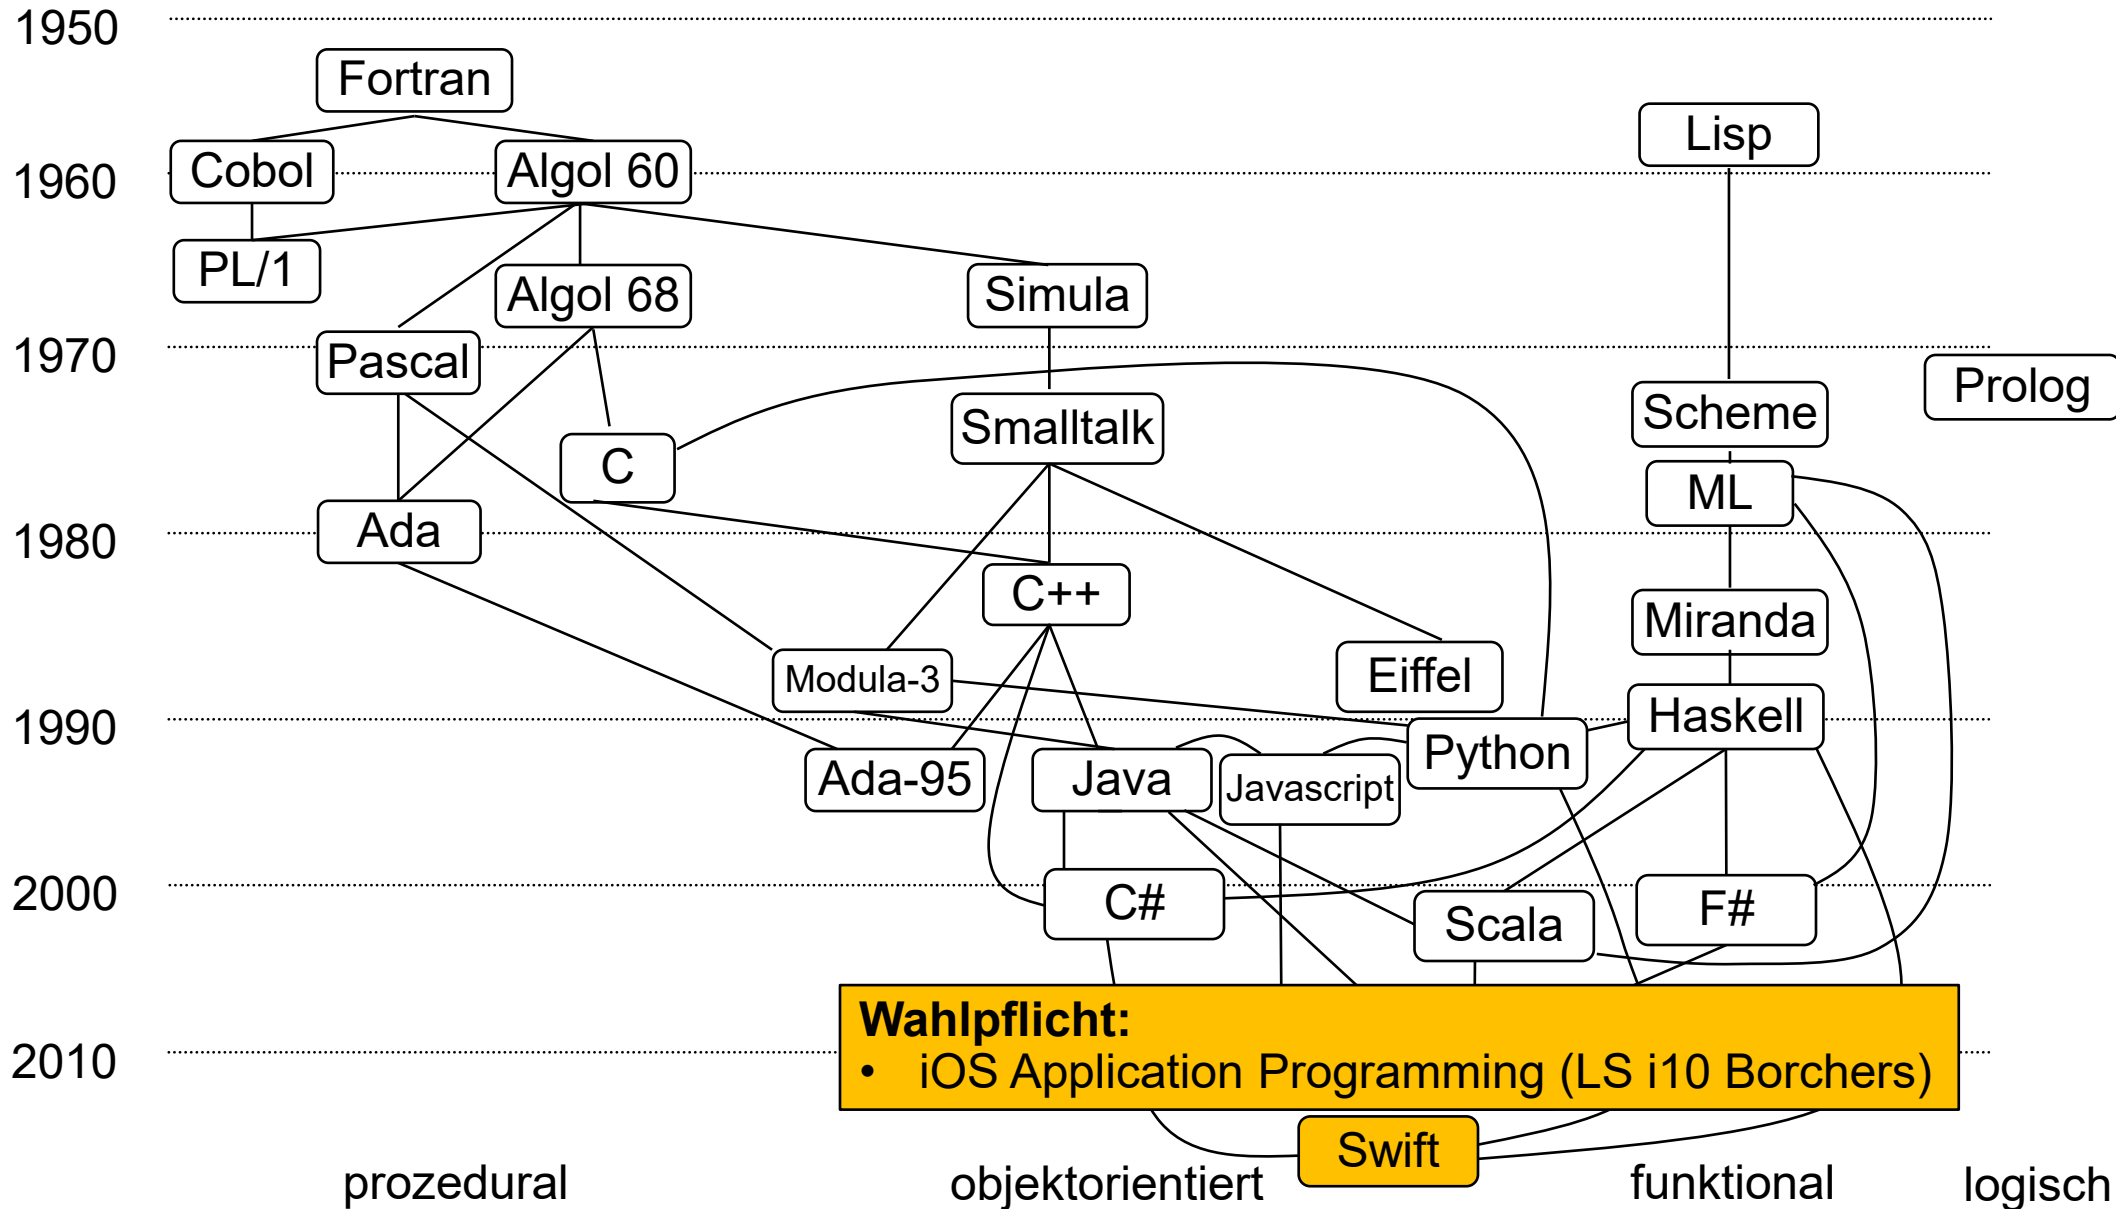 1950
Fortran
Lisp
Cobol
Algol 60
1960
PL/1
Algol 68
Simula
1970
Pascal
Prolog
Scheme
Smalltalk
C
ML
Ada
1980
C++
Miranda
Modula-3
Eiffel
1990
Haskell
Python
Ada-95
Java
Javascript
2000
C#
Scala
F#
Wahlpflicht:
2010
• iOS Application Programming (LS i10 Borchers)
Swift
prozedural
objektorientiert
funktional
logisch